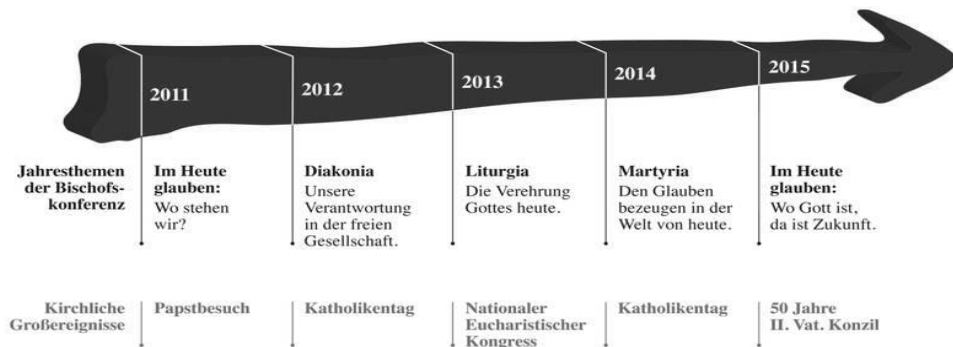 2011
2012
2013
2014
2015
Jahresthemen
der Bischofs-
konferenz
Im Heute
glauben:
Wo stehen
wir?
Diakonia
Unsere
Verantwortung
in der freien
Gesellschaft.
Liturgia
Die Verehrung
Gottes heute.
Martyria
Den Glauben
bezeugen in der
Welt von heute.
Im Heute
glauben:
Wo Gott ist,
da ist Zukunft.
Kirchliche
Großereignisse
Papstbesuch
Katholikentag
Nationaler
Eucharistischer
Kongress
Katholikentag
50 Jahre
II. Vat. Konzil